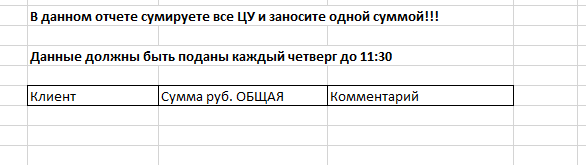 В данном отчете сумируете все ЦУ и заносите одной суммой!!!
Данные должны быть поданы каждый четверг до 11:30
Клиент Сумма руб. ОБЩАЯ Комментарий